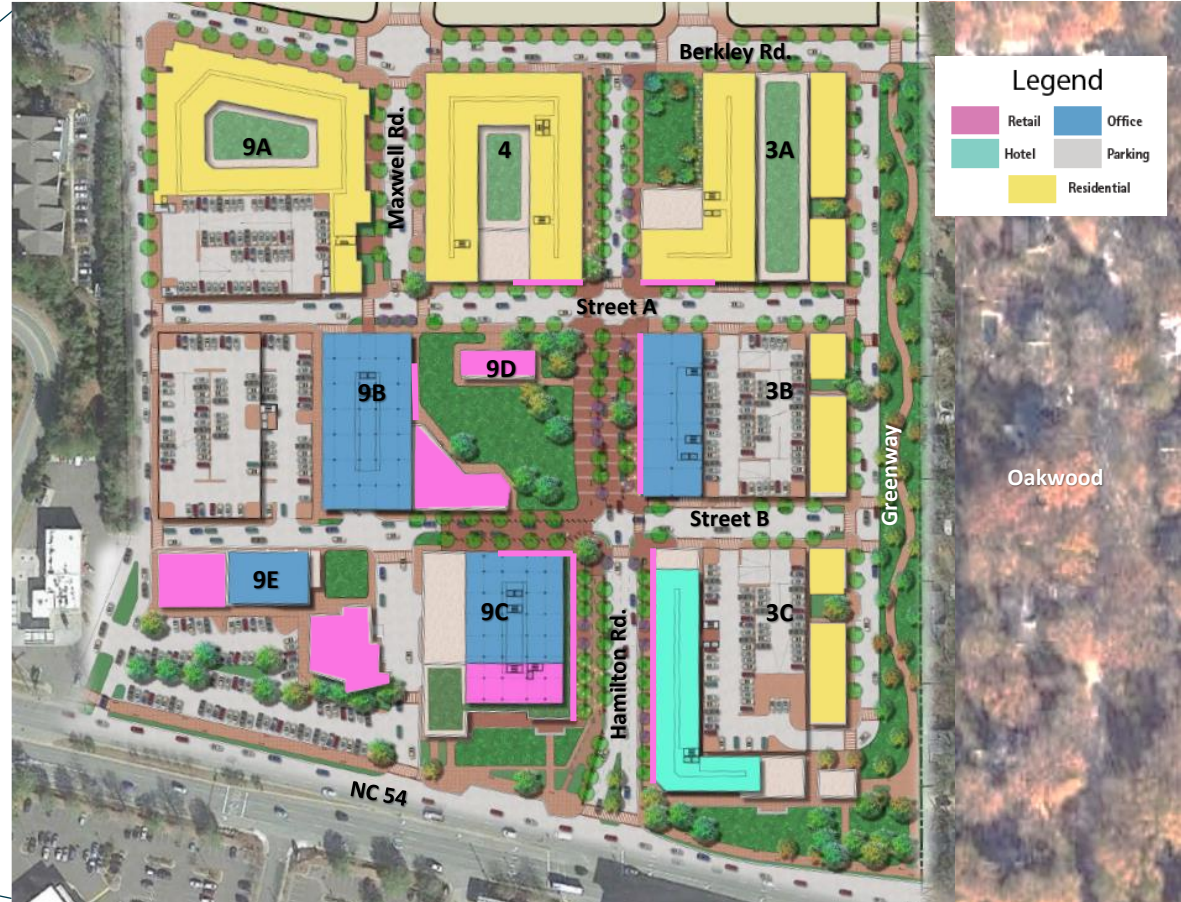 Berkley Rd.
Legend
Retail
Office
Hotel
Parking
Residential
9A
Maxwell Rd.
4
3A
Street A
9B
9D
3B
Greenway
Oakwood
Street B
9E
9C
Hamilton Rd.
3C
NC 54